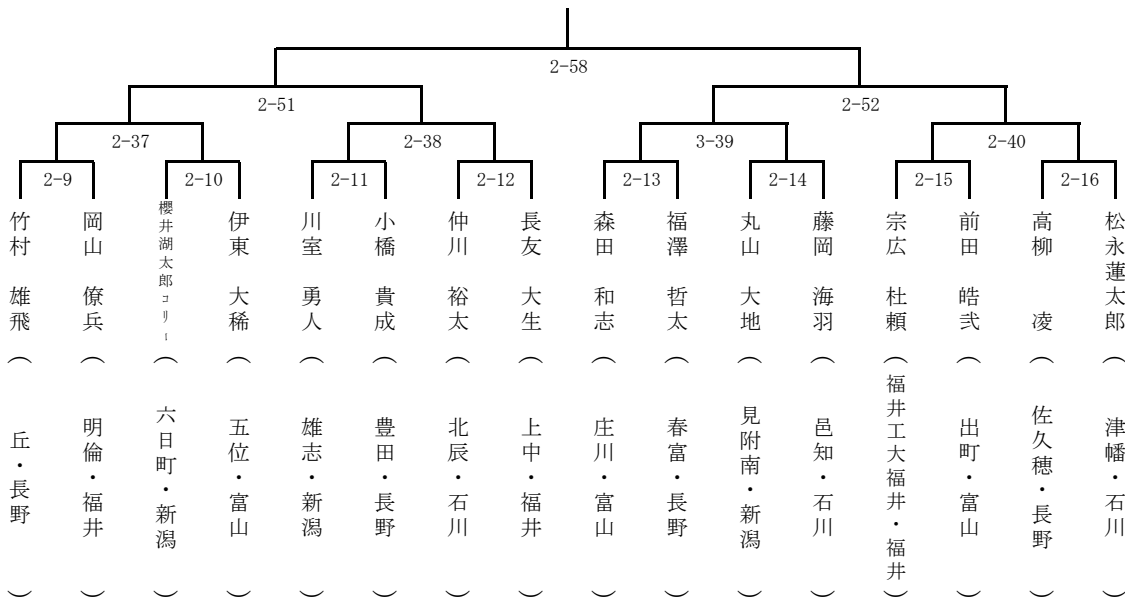 2-58
2-51
2-52
2-37
2-38
3-39
2-40
2-9
2-10
2-11
2-12
2-13
2-14
2-15
2-16
竹村 雄飛（丘・長野）
岡山 僚兵（明倫・福井）
櫻井湖太郎コリー（六日町・新潟）
伊東 大稀（五位・富山）
川室 勇人（雄志・新潟）
小橋 貴成（豊田・長野）
仲川 裕太（北辰・石川）
長友 大生（上中・福井）
森田 和志（庄川・富山）
福澤 哲太（春富・長野）
丸山 大地（見附南・新潟）
藤岡 海羽（邑知・石川）
宗広 杜頼（福井工大福井・福井）
前田 皓弐（出町・富山）
高柳 凌（佐久穂・長野）
松永蓮太郎（津幡・石川）